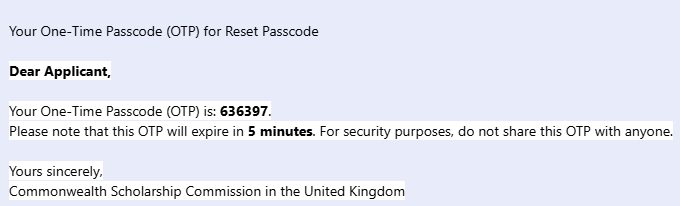 Your One-Time Passcode (OTP) for Reset Passcode
Dear Applicant,
Your One-Time Passcode (OTP) is: 636397.
Please note that this OTP will expire in 5 minutes. For security purposes, do not share this OTP with anyone.
Yours sincerely,
Commonwealth Scholarship Commission in the United Kingdom